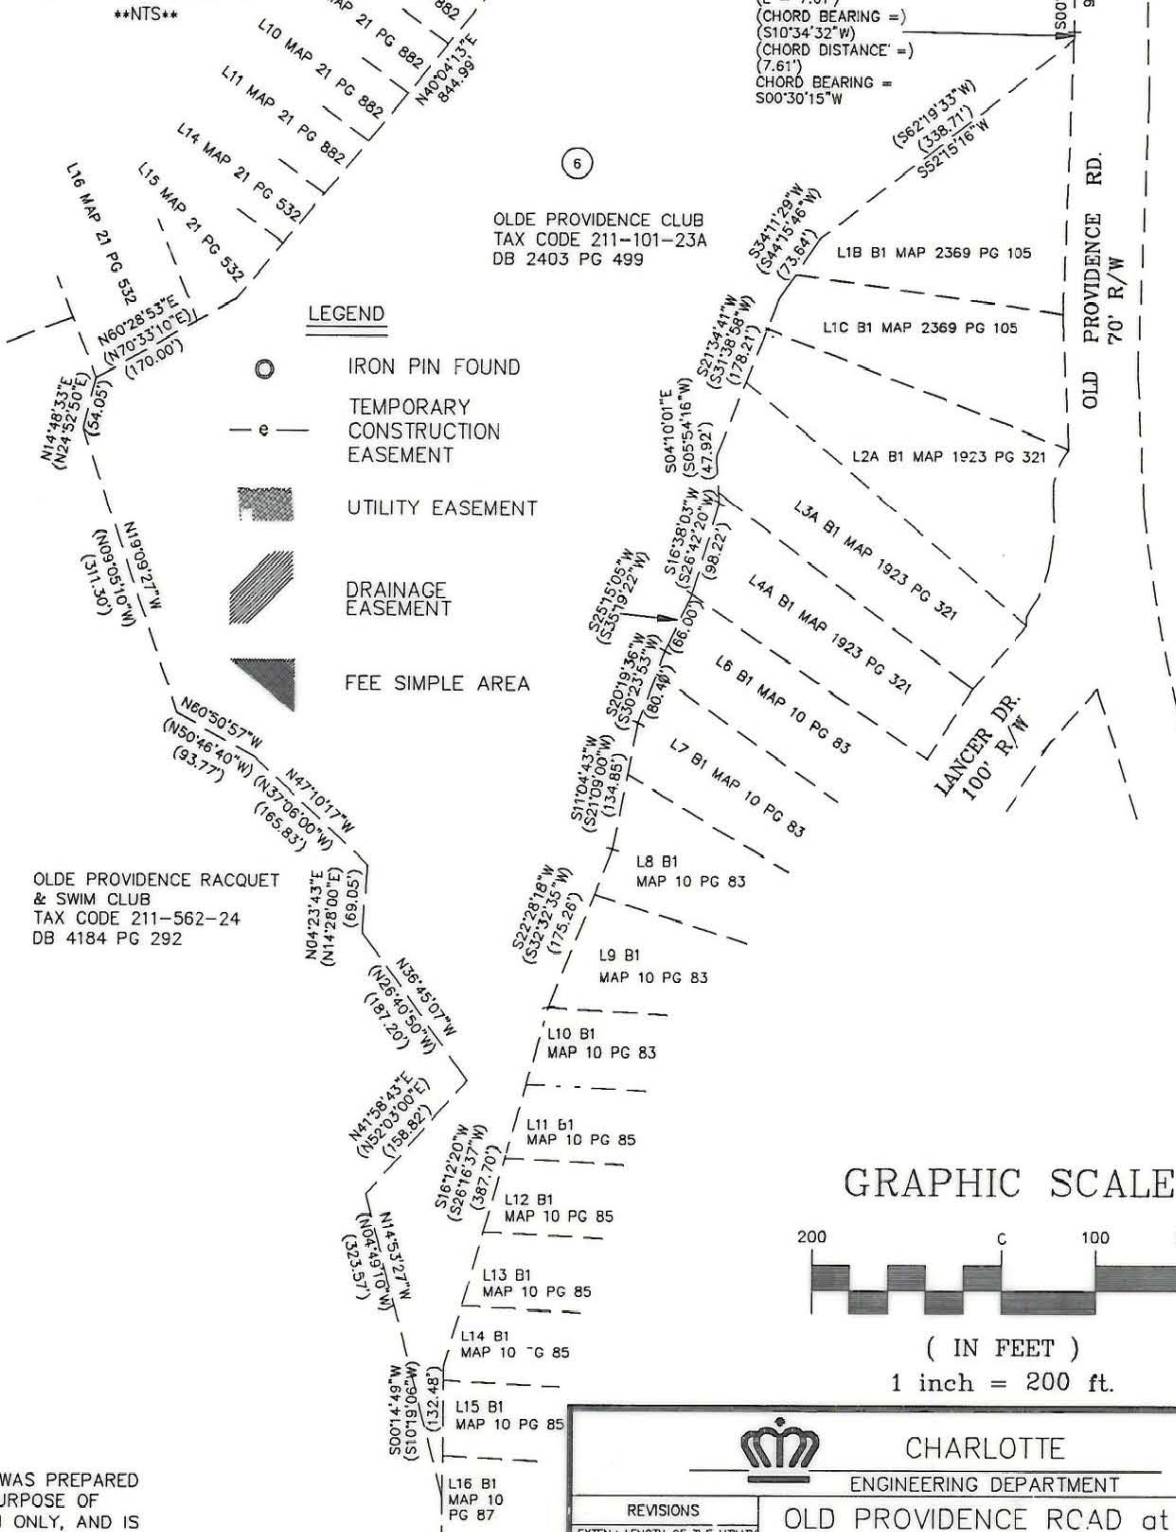 **NTS**
882
MAP 21 PG 882
L10 MAP 21 PG 882
L11 MAP 21 PG 882
L14 MAP 21 PG 532
L15 MAP 21 PG 532
L16 MAP 21 PG 532
N40°04'13"E
844.99'
(CHORD BEARING =)
(S10°34'32"W)
(CHORD DISTANCE =)
(7.61')
CHORD BEARING =
S00°30'15"W
S00°
(S62°19'33"W)
(338.71')
S52°15'16"W
6
OLDE PROVIDENCE CLUB
TAX CODE 211-101-23A
DB 2403 PG 499
S34°11'29"W
(S44°15'46"W)
(73.64')
L1B B1 MAP 2369 PG 105
L1C B1 MAP 2369 PG 105
OLD PROVIDENCE RD.
70' R/W
S21°34'41"W
(S31°38'58"W)
(178.21')
L2A B1 MAP 1923 PG 321
L3A B1 MAP 1923 PG 321
L4A B1 MAP 1923 PG 321
S04°10'01"E
(S05°54'16"W)
(47.92')
S16°38'03"W
(S26°42'20"W)
(98.22')
S25°15'05"W
(S35°19'22"W)
(66.00')
S20°19'36"W
(S30°23'53"W)
(80.40')
L6 B1 MAP 10 PG 83
L7 B1 MAP 10 PG 83
LANCER DR.
100' R/W
S11°04'43"W
(S21°09'00"W)
(134.85')
L8 B1
MAP 10 PG 83
S22°28'18"W
(S32°32'35"W)
(175.26')
L9 B1
MAP 10 PG 83
L10 B1
MAP 10 PG 83
L11 B1
MAP 10 PG 85
S16°12'20"W
(S26°16'37"W)
(387.70')
L12 B1
MAP 10 PG 85
L13 B1
MAP 10 PG 85
L14 B1
MAP 10 PG 85
L15 B1
MAP 10 PG 85
L16 B1
MAP 10
PG 87
N60°28'53"E
(N70°33'10"E)
(170.00')
N14°48'33"E
(N24°52'50"E)
(54.05')
N19°09'27"W
(N09°05'10"W)
(311.30')
N60°50'57"W
(N50°46'40"W)
(93.77')
N47°10'17"W
(N37°06'00"W)
(165.83')
N04°23'43"E
(N14°28'00"E)
(69.05')
N36°45'07"W
(N26°40'50"W)
(187.20')
N41°58'43"E
(N52°03'00"E)
(158.82')
N14°53'27"W
(N04°49'10"W)
(323.57')
S00°14'49"W
(S10°19'06"W)
(132.48')
LEGEND
IRON PIN FOUND
e
TEMPORARY
CONSTRUCTION
EASEMENT
UTILITY EASEMENT
DRAINAGE
EASEMENT
FEE SIMPLE AREA
OLDE PROVIDENCE RACQUET
& SWIM CLUB
TAX CODE 211-562-24
DB 4184 PG 292
WAS PREPARED
URPOSE OF
ONLY, AND IS
GRAPHIC SCALE
200 0 100
( IN FEET )
1 inch = 200 ft.
CHARLOTTE
ENGINEERING DEPARTMENT
REVISIONS
OLD PROVIDENCE ROAD at